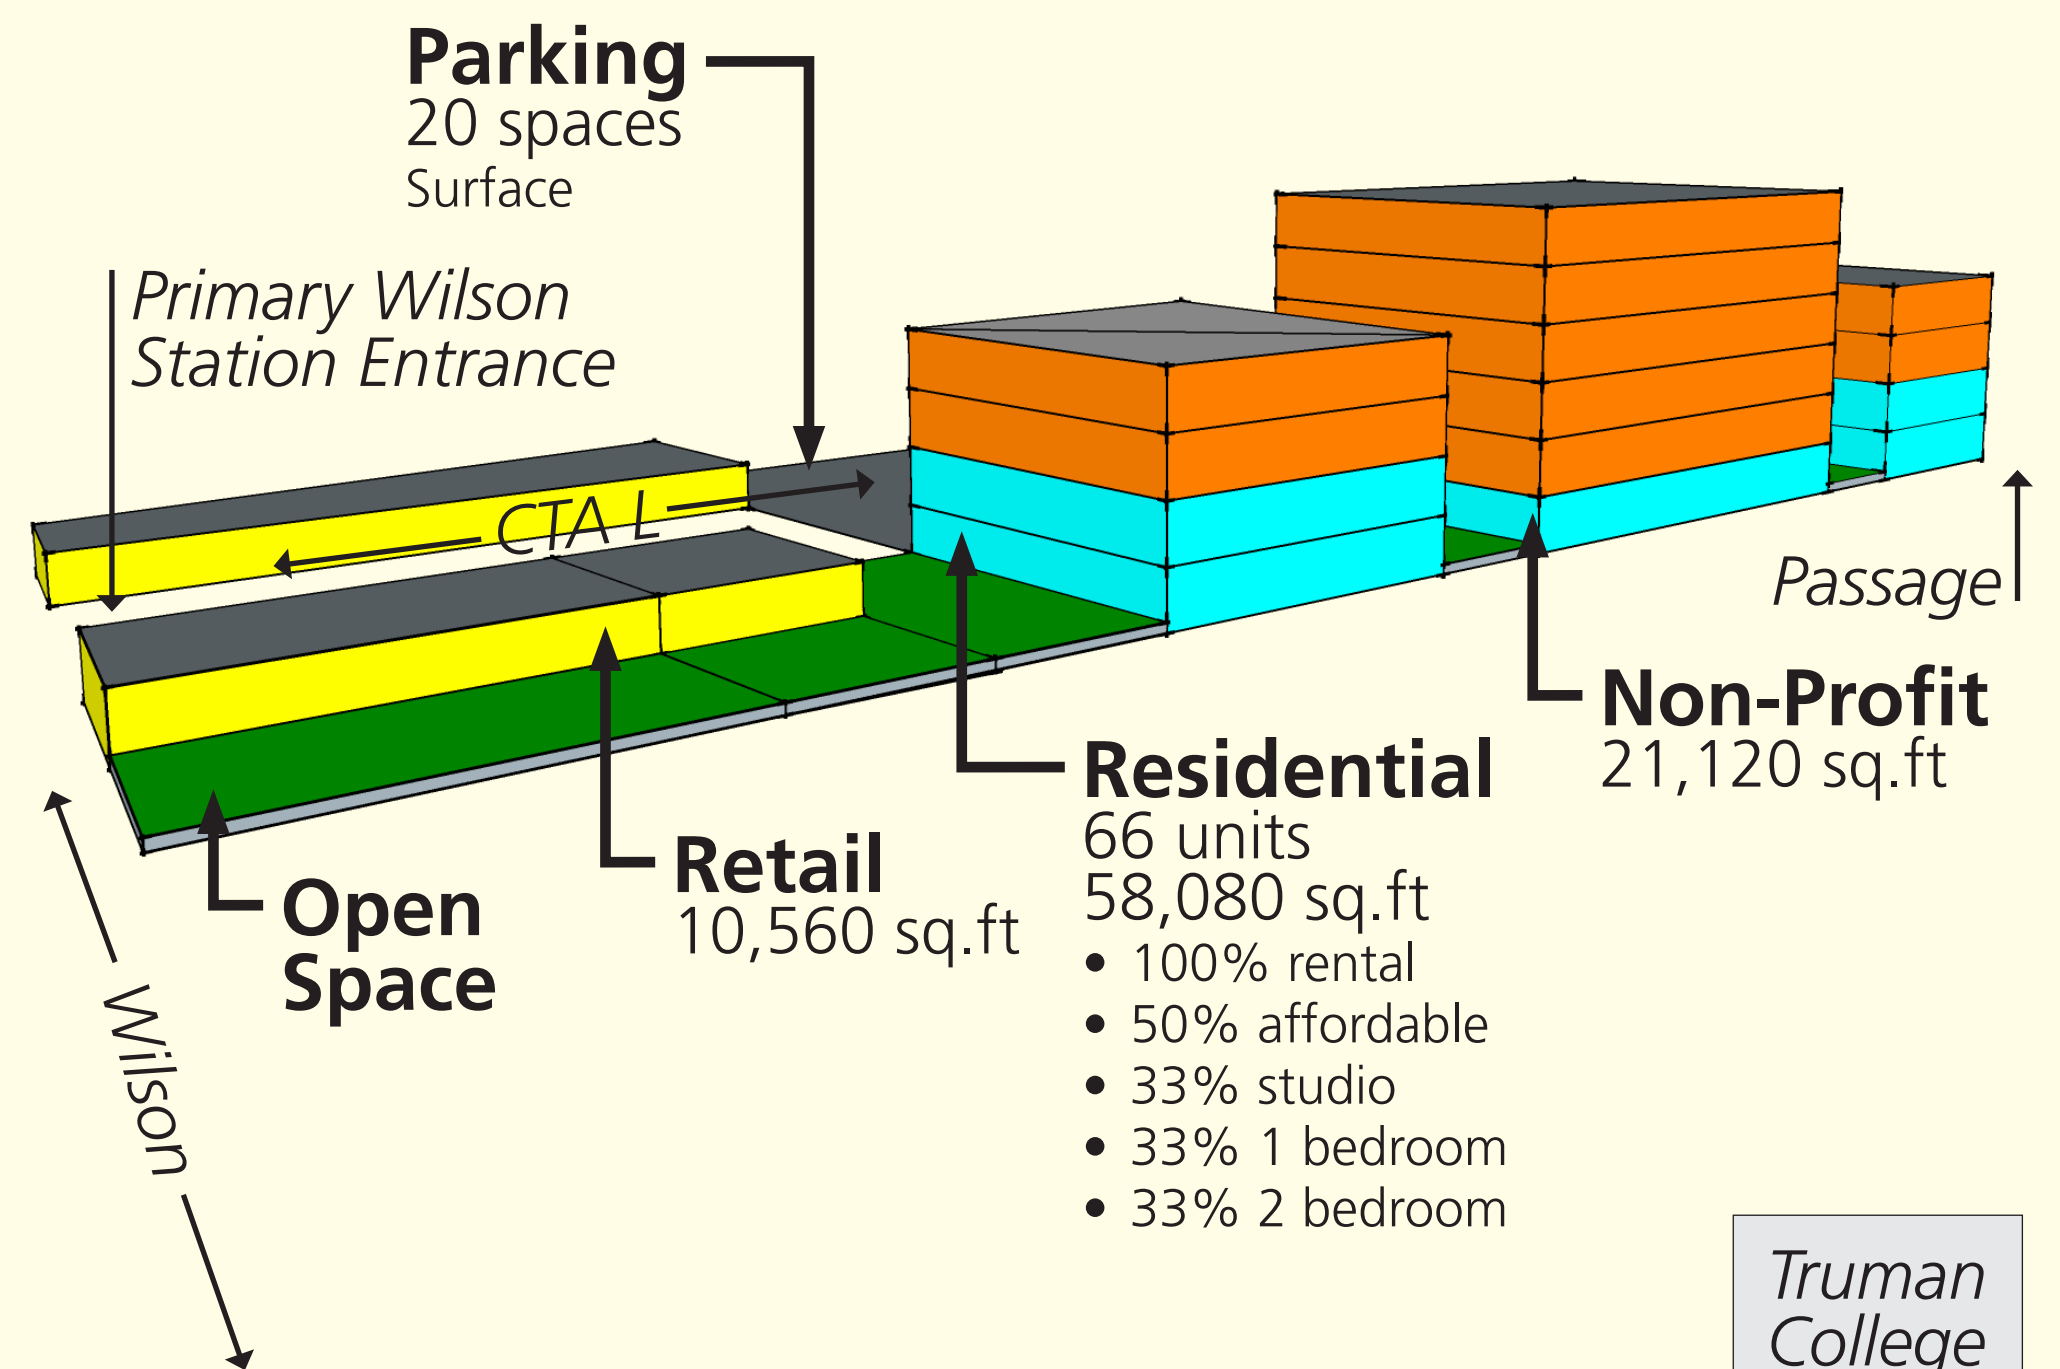 Parking
20 spaces
Surface
Primary Wilson
Station Entrance
CTA L
Passage
Non-Profit
21,120 sq.ft
Residential
66 units
58,080 sq.ft
• 100% rental
• 50% affordable
• 33% studio
• 33% 1 bedroom
• 33% 2 bedroom
Retail
10,560 sq.ft
Open
Space
Wilson
Truman
College